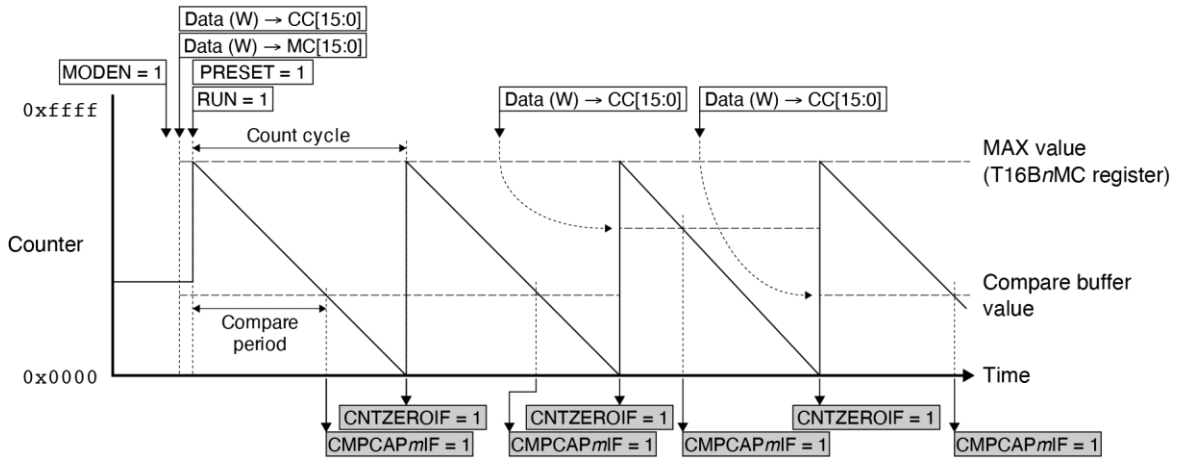 Data (W) → CC[15:0]
Data (W) → MC[15:0]
MODEN = 1
PRESET = 1
RUN = 1
0xffff
Data (W) → CC[15:0]
Data (W) → CC[15:0]
Count cycle
MAX value
(T16BnMC register)
Counter
Compare buffer
value
Compare
period
0x0000
Time
CNTZEROIF = 1
CNTZEROIF = 1
CNTZEROIF = 1
CMPCAPmIF = 1
CMPCAPmIF = 1
CMPCAPmIF = 1
CMPCAPmIF = 1